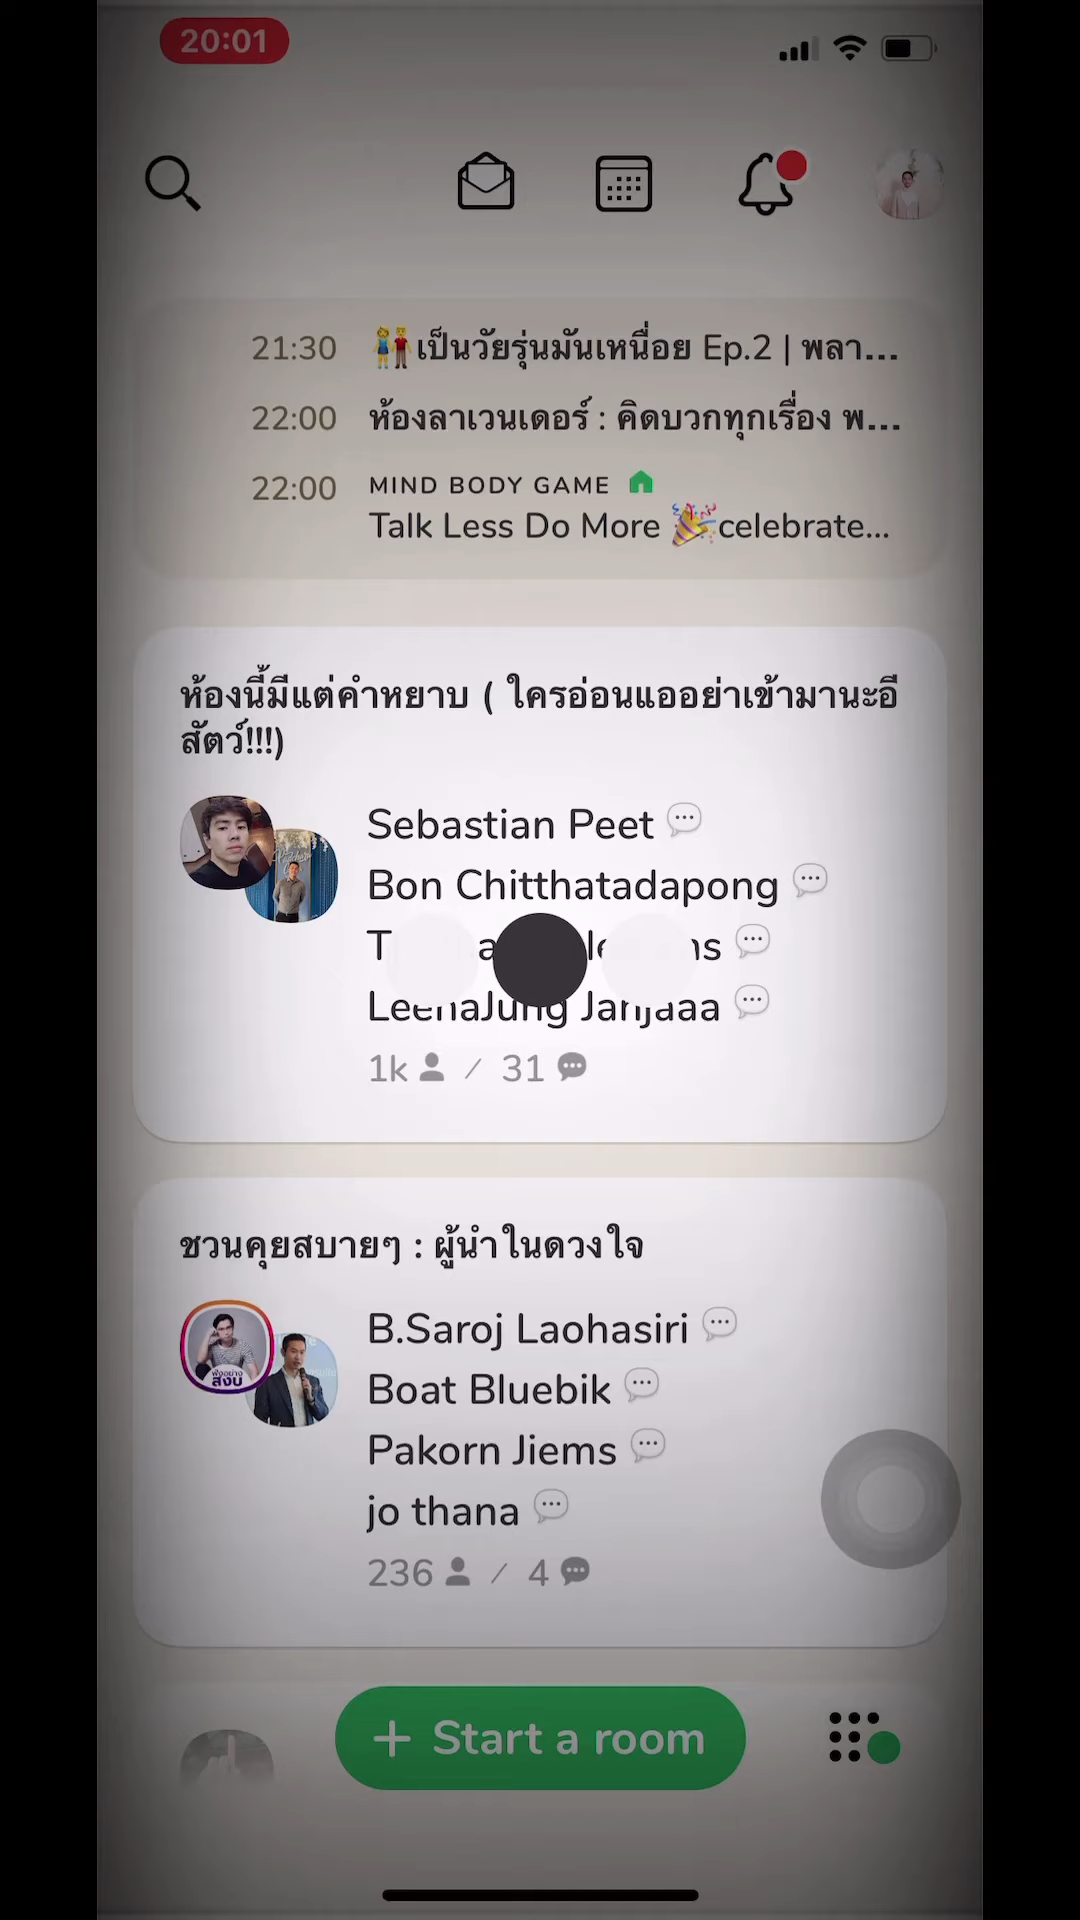 20:01
21:30 👫เป็นวัยรุ่นมันเหนื่อย Ep.2 | พลา...
22:00 ห้องลาเวนเดอร์ : คิดบวกทุกเรื่อง พ...
22:00 MIND BODY GAME
Talk Less Do More 🎉celebrate...
ห้องนี้มีแต่คำหยาบ ( ใครอ่อนแออย่าเข้ามานะอี
สัตว์!!!)
Sebastian Peet
Bon Chitthatadapong
LeenaJung Janjaaa
1k / 31
ชวนคุยสบายๆ : ผู้นำในดวงใจ
B.Saroj Laohasiri
Boat Bluebik
Pakorn Jiems
jo thana
236 / 4
+ Start a room